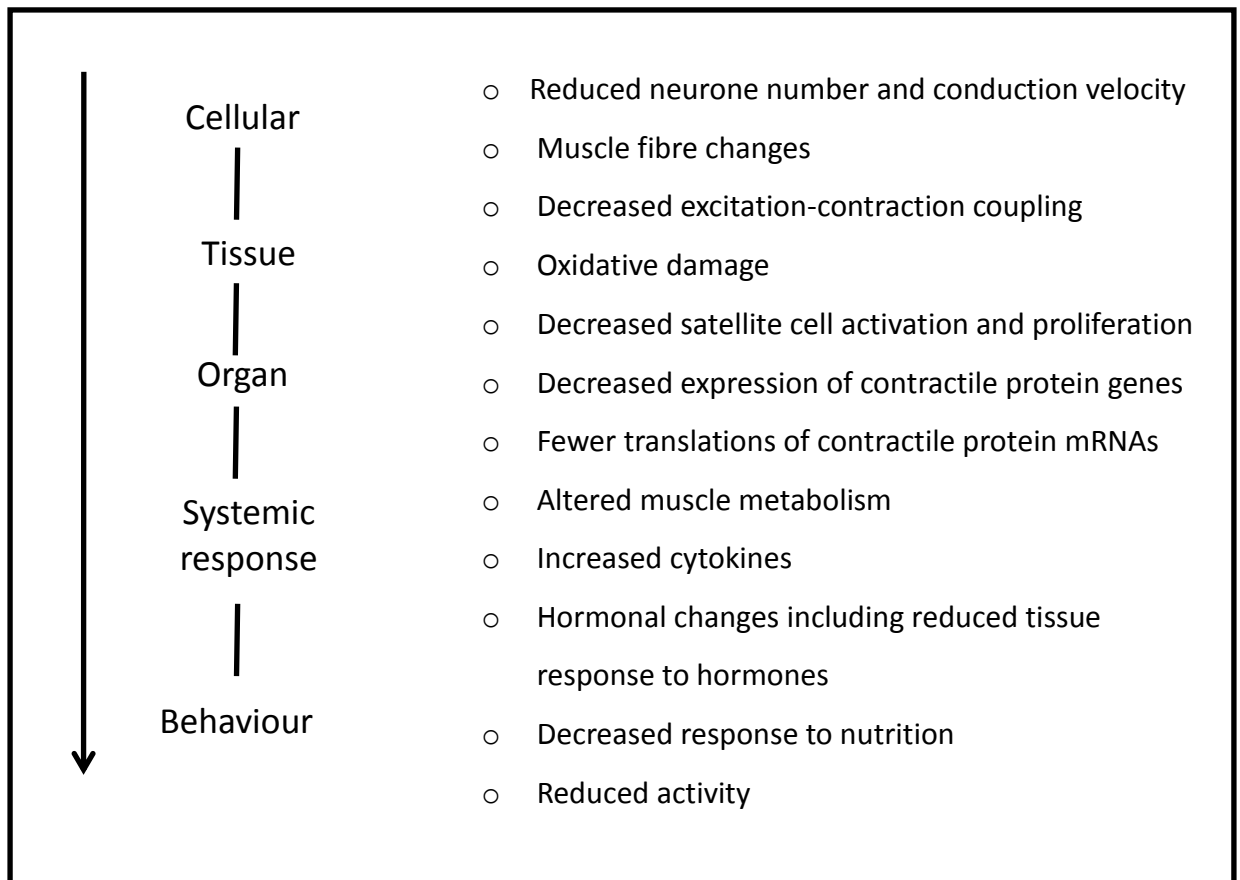 Cellular
Tissue
Organ
Systemic
response
Behaviour
o Reduced neurone number and conduction velocity
o Muscle fibre changes
o Decreased excitation-contraction coupling
o Oxidative damage
o Decreased satellite cell activation and proliferation
o Decreased expression of contractile protein genes
o Fewer translations of contractile protein mRNAs
o Altered muscle metabolism
o Increased cytokines
o Hormonal changes including reduced tissue
response to hormones
o Decreased response to nutrition
o Reduced activity